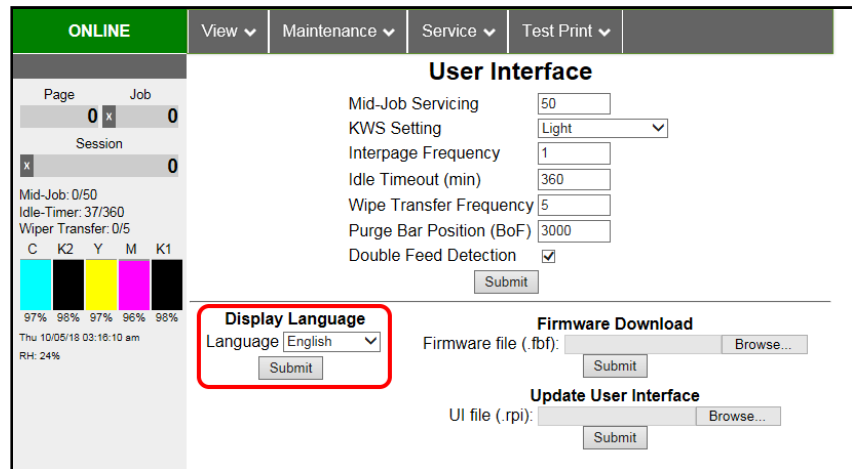 ONLINE
View Maintenance Service Test Print
User Interface
Page Job
0 x 0
Session
x 0
Mid-Job: 0/50
Idle-Timer: 37/360
Wiper Transfer: 0/5
C K2 Y M K1
97% 98% 97% 96% 98%
Thu 10/05/18 03:16:10 am
RH: 24%
Mid-Job Servicing 50
KWS Setting Light
Interpage Frequency 1
Idle Timeout (min) 360
Wipe Transfer Frequency 5
Purge Bar Position (BoF) 3000
Double Feed Detection
Submit
Display Language
Language English
Submit
Firmware Download
Firmware file (.fbf): Browse...
Submit
Update User Interface
UI file (.rpi): Browse...
Submit